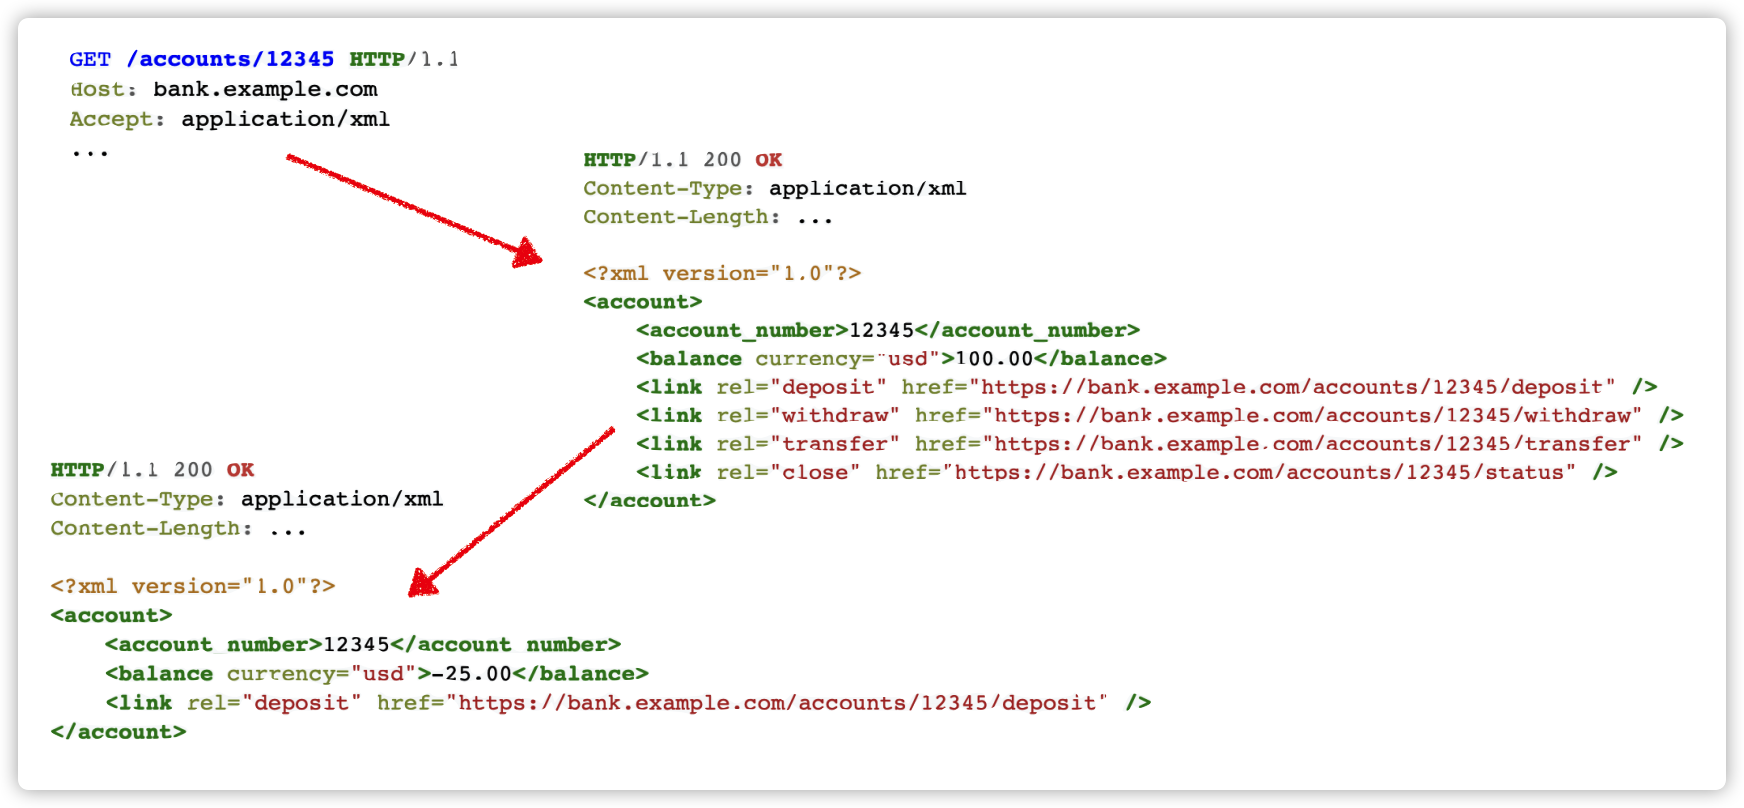 GET /accounts/12345 HTTP/1.1
Host: bank.example.com
Accept: application/xml
...
HTTP/1.1 200 OK
Content-Type: application/xml
Content-Length: ...
<?xml version="1.0"?>
<account>
    <account_number>12345</account_number>
    <balance currency="usd">100.00</balance>
    <link rel="deposit" href="https://bank.example.com/accounts/12345/deposit" />
    <link rel="withdraw" href="https://bank.example.com/accounts/12345/withdraw" />
    <link rel="transfer" href="https://bank.example.com/accounts/12345/transfer" />
    <link rel="close" href="https://bank.example.com/accounts/12345/status" />
</account>
HTTP/1.1 200 OK
Content-Type: application/xml
Content-Length: ...
<?xml version="1.0"?>
<account>
    <account_number>12345</account_number>
    <balance currency="usd">-25.00</balance>
    <link rel="deposit" href="https://bank.example.com/accounts/12345/deposit" />
</account>